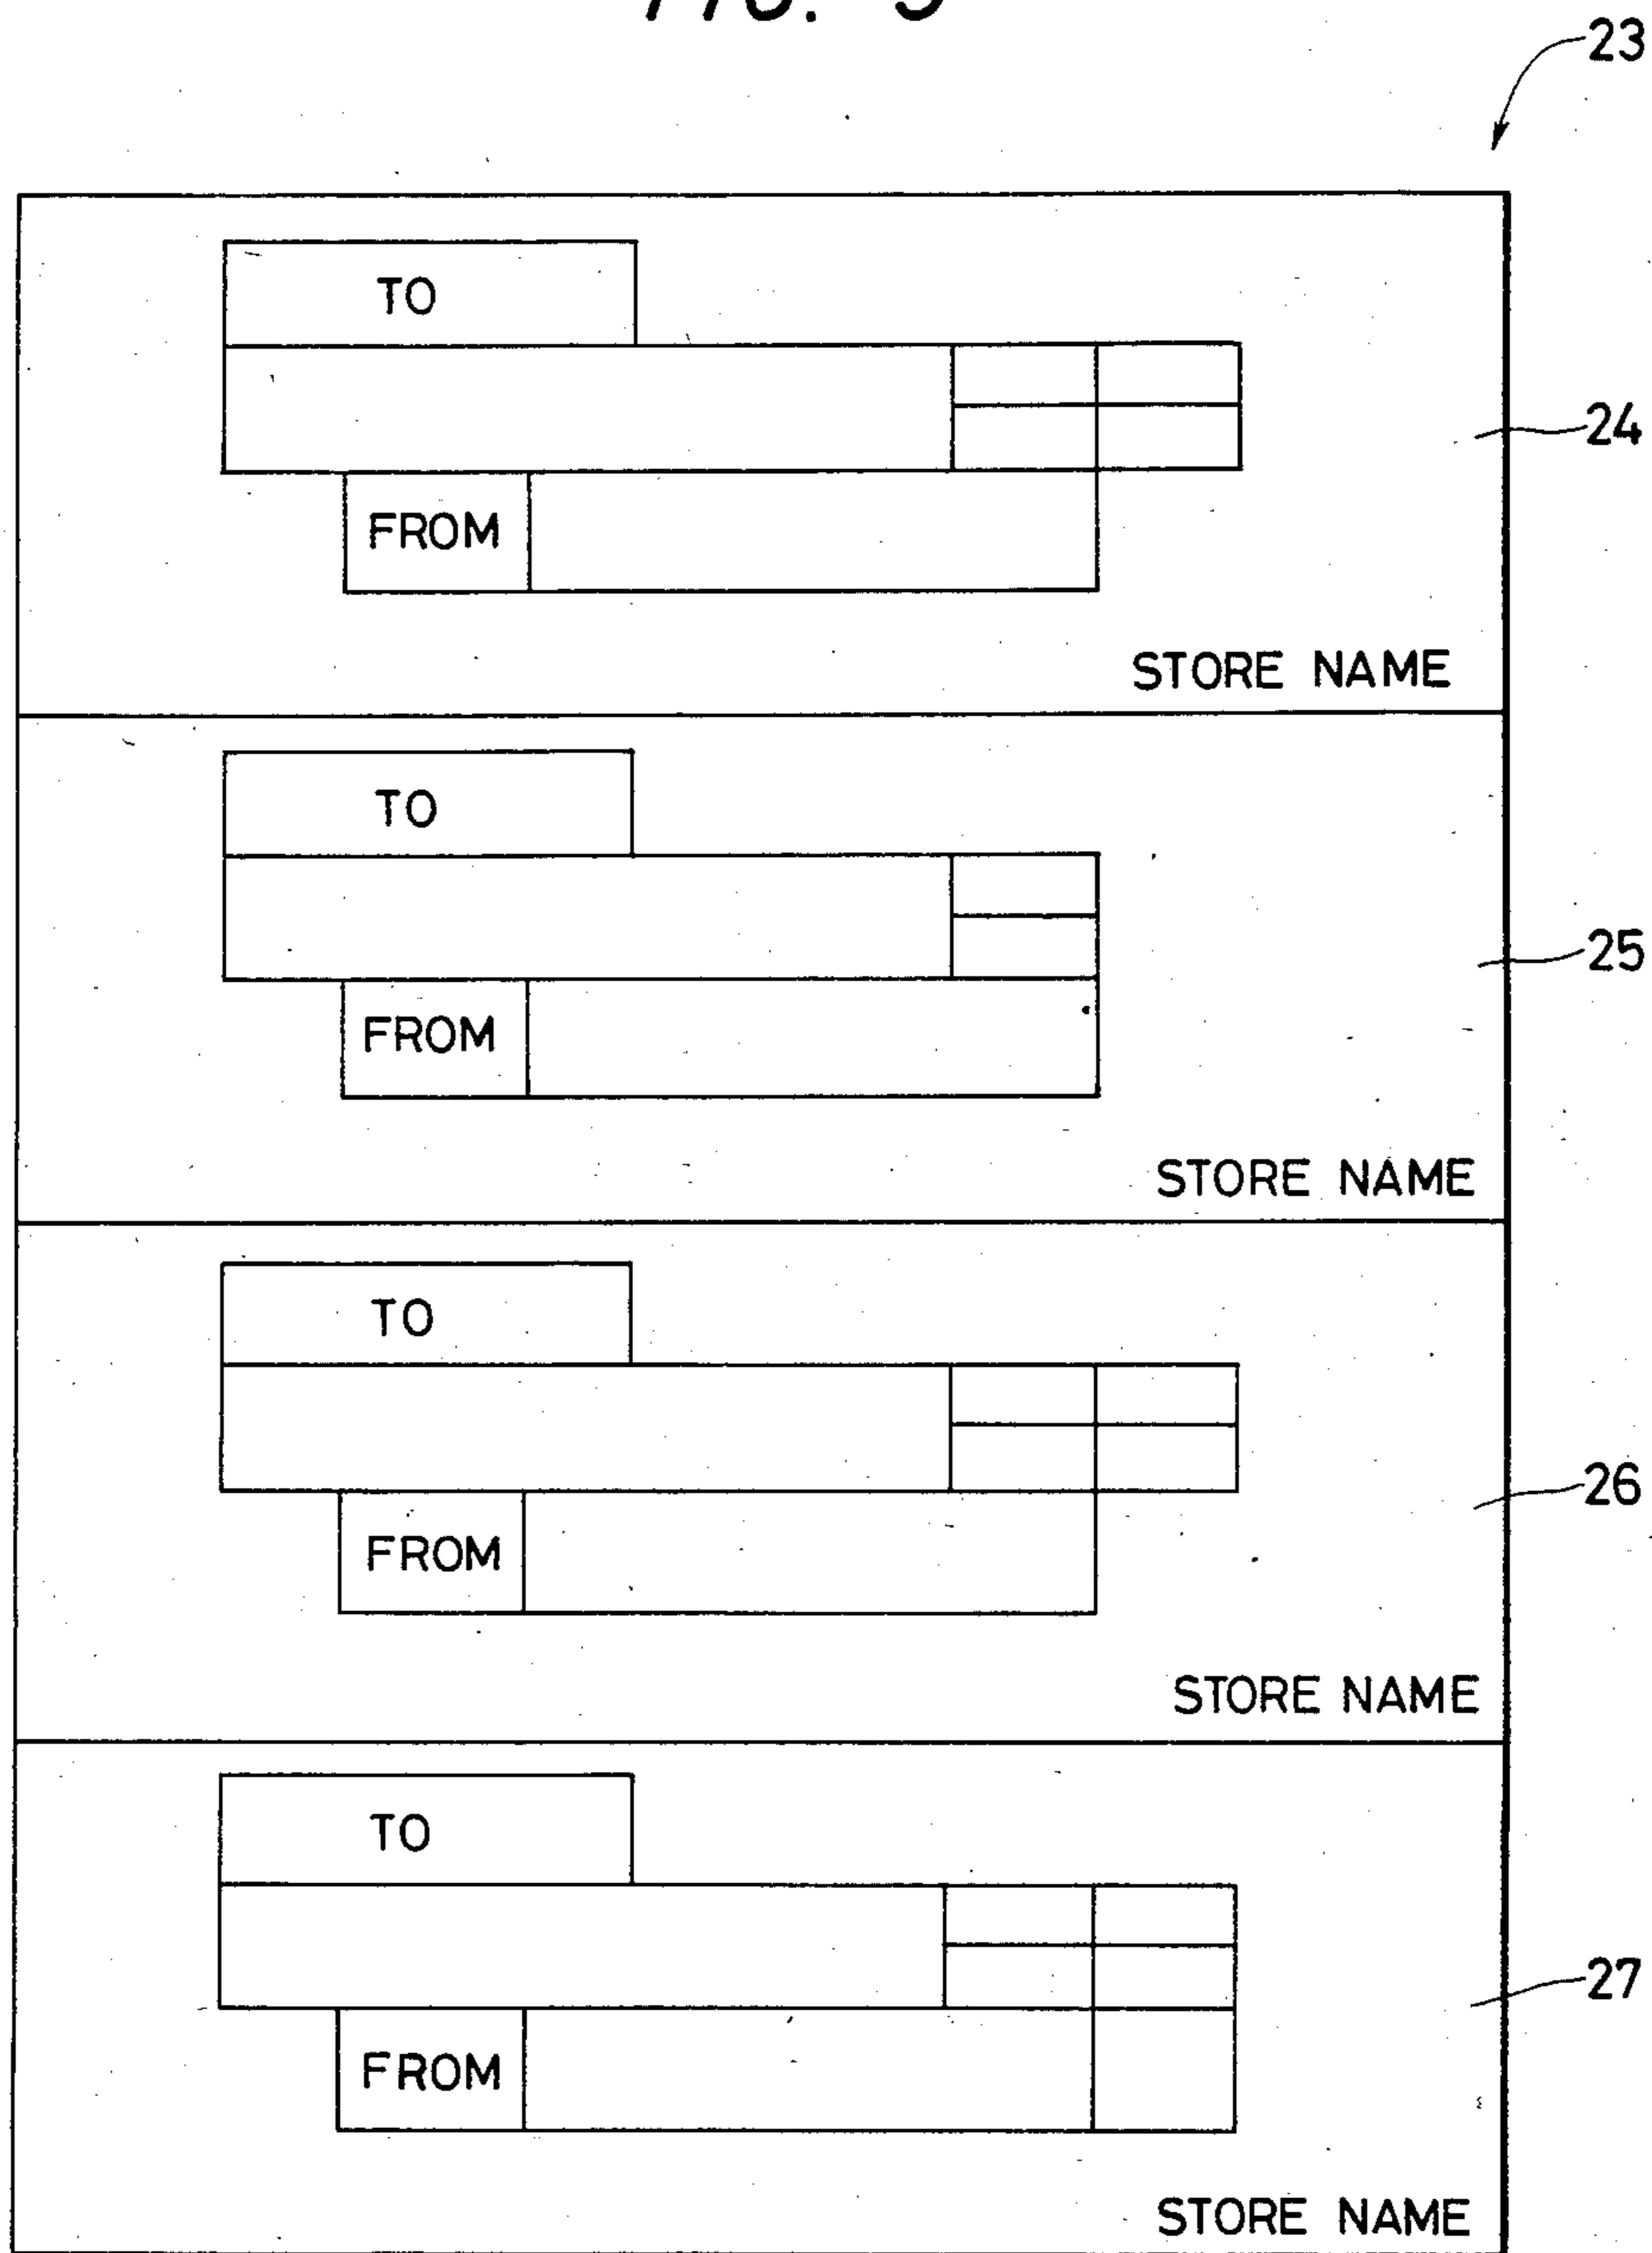 FIG.
23
TO
24
FROM
STORE NAME
TO
25
FROM
STORE NAME
TO
26
FROM
STORE NAME
TO
27
FROM
STORE NAME